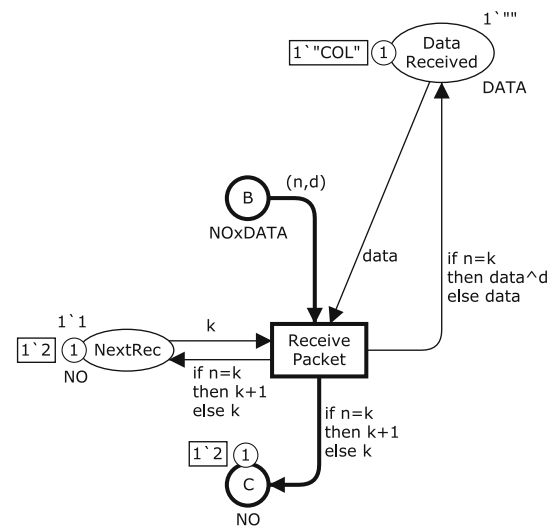 1`""
1`"COL"
1
Data
Received
DATA
(n,d)
B
NOxDATA
data
if n=k
then data^d
else data
1`1
k
1`2
1
NextRec
Receive
Packet
NO
if n=k
then k+1
else k
if n=k
then k+1
else k
1`2
1
C
NO